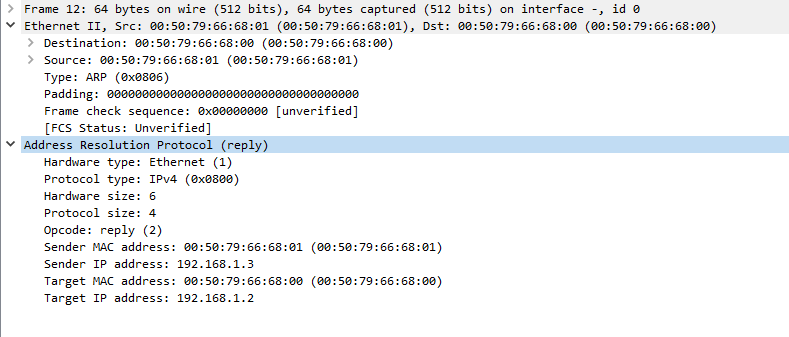 Frame 12: 64 bytes on wire (512 bits), 64 bytes captured (512 bits) on interface -, id 0
Ethernet II, Src: 00:50:79:66:68:01 (00:50:79:66:68:01), Dst: 00:50:79:66:68:00 (00:50:79:66:68:00)
Destination: 00:50:79:66:68:00 (00:50:79:66:68:00)
Source: 00:50:79:66:68:01 (00:50:79:66:68:01)
Type: ARP (0x0806)
Padding: 000000000000000000000000000000000000
Frame check sequence: 0x00000000 [unverified]
[FCS Status: Unverified]
Address Resolution Protocol (reply)
Hardware type: Ethernet (1)
Protocol type: IPv4 (0x0800)
Hardware size: 6
Protocol size: 4
Opcode: reply (2)
Sender MAC address: 00:50:79:66:68:01 (00:50:79:66:68:01)
Sender IP address: 192.168.1.3
Target MAC address: 00:50:79:66:68:00 (00:50:79:66:68:00)
Target IP address: 192.168.1.2